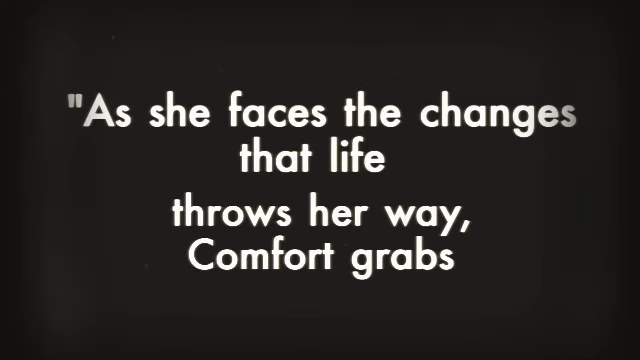 "As she faces the changes
that life
throws her way,
Comfort grabs